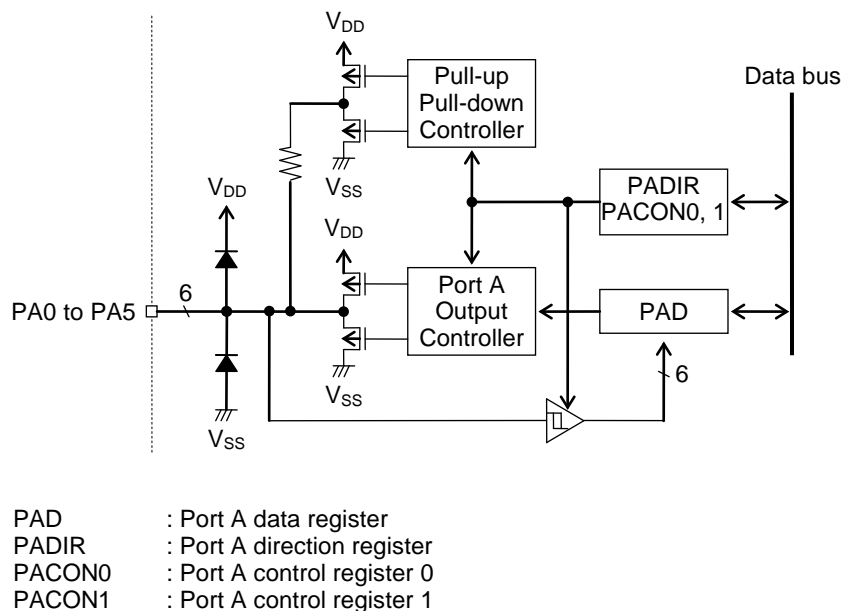 VDD
Pull-up
Pull-down
Controller
Data bus
VSS
VDD
PADIR
PACON0, 1
VDD
PA0 to PA5
6
Port A
Output
Controller
PAD
VSS
VSS
6
PAD : Port A data register
PADIR : Port A direction register
PACON0 : Port A control register 0
PACON1 : Port A control register 1